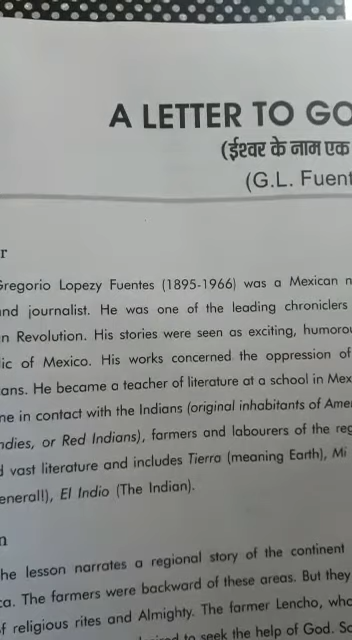 A LETTER TO GO
(ईश्वर के नाम एक
(G.L. Fuent
r
Gregorio Lopezy Fuentes (1895-1966) was a Mexican n
nd journalist. He was one of the leading chroniclers
n Revolution. His stories were seen as exciting, humorou
lic of Mexico. His works concerned the oppression of
ans. He became a teacher of literature at a school in Mex
ne in contact with the Indians (original inhabitants of Amer
ndies, or Red Indians), farmers and labourers of the reg
d vast literature and includes Tierra (meaning Earth), Mi
eneral!), El Indio (The Indian).
n
he lesson narrates a regional story of the continent
ca. The farmers were backward of these areas. But they
of religious rites and Almighty. The farmer Lencho, who
to seek the help of God. So